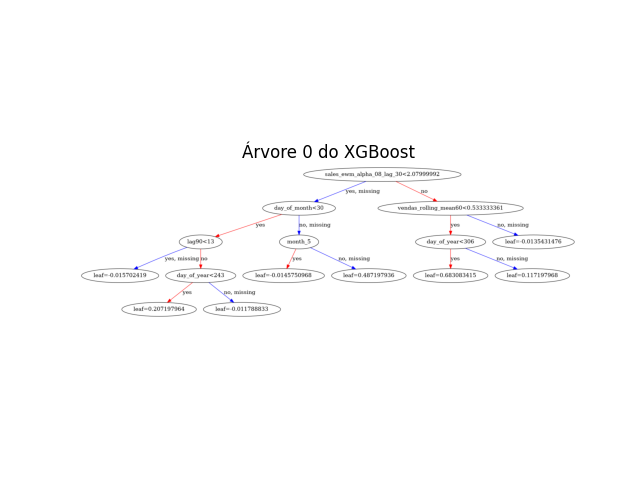 Árvore 0 do XGBoost
sales_ewm_alpha_08_lag_30<2.07999992
yes, missing
no
day_of_month<30
vendas_rolling_mean60<0.533333361
yes
no, missing
yes
no, missing
lag90<13
month_5
day_of_year<306
leaf=-0.0135431476
yes, missing
no
yes
no, missing
yes
no, missing
leaf=-0.015702419
day_of_year<243
leaf=-0.0145750968
leaf=0.487197936
leaf=0.683083415
leaf=0.117197968
yes
no, missing
leaf=0.207197964
leaf=-0.011788833